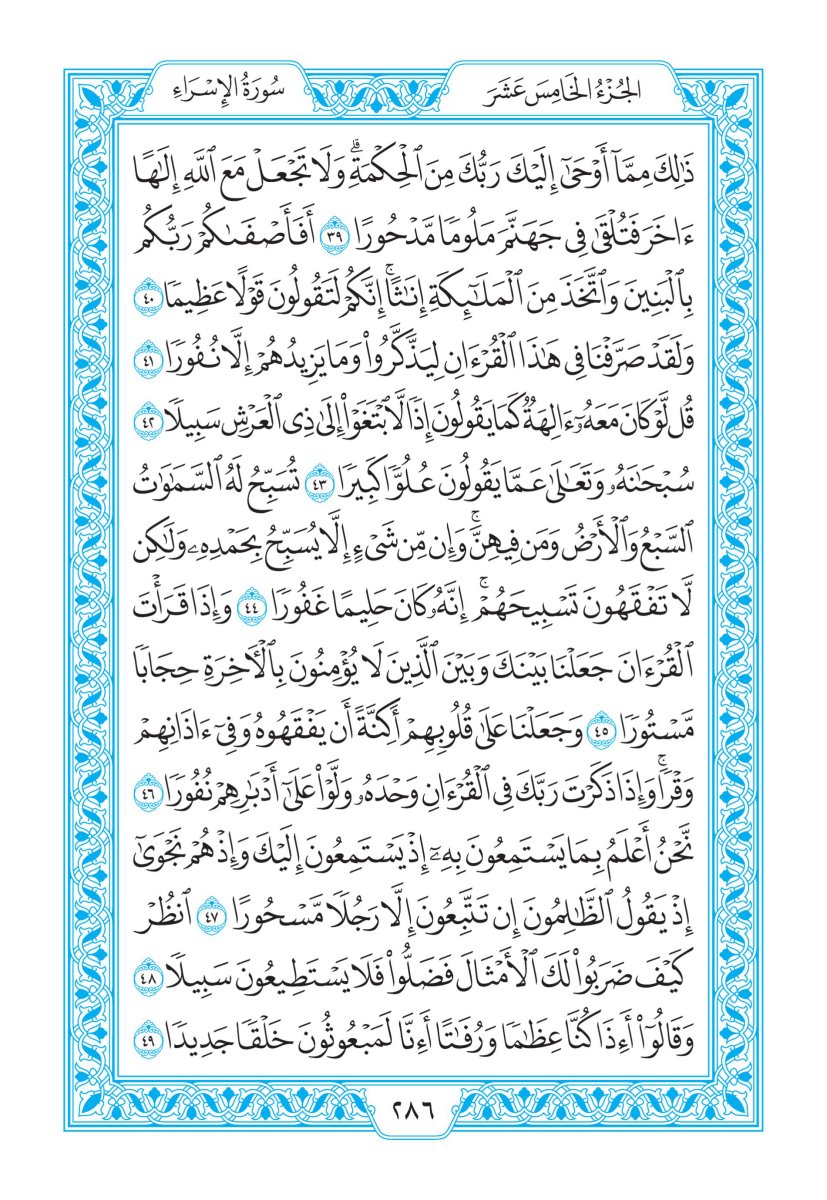 الجُزْءُ الخَامِسَ عَشَرَ
سُورَةُ الإِسْرَاءِ
ذَٰلِكَ مِمَّآ أَوْحَىٰٓ إِلَيْكَ رَبُّكَ مِنَ ٱلْحِكْمَةِۗ وَلَا تَجْعَلْ مَعَ ٱللَّهِ إِلَٰهًا
ءَاخَرَ فَتُلْقَىٰ فِى جَهَنَّمَ مَلُومًا مَّدْحُورًا ٣٩ أَفَأَصْفَىٰكُمْ رَبُّكُم
بِٱلْبَنِينَ وَٱتَّخَذَ مِنَ ٱلْمَلَٰٓئِكَةِ إِنَٰثًاۚ إِنَّكُمْ لَتَقُولُونَ قَوْلًا عَظِيمًا ٤٠
وَلَقَدْ صَرَّفْنَا فِى هَٰذَا ٱلْقُرْءَانِ لِيَذَّكَّرُوا۟ وَمَا يَزِيدُهُمْ إِلَّا نُفُورًا ٤١
قُل لَّوْ كَانَ مَعَهُۥٓ ءَالِهَةٌ كَمَا يَقُولُونَ إِذًا لَّٱبْتَغَوْا۟ إِلَىٰ ذِى ٱلْعَرْشِ سَبِيلًا ٤٢
سُبْحَٰنَهُۥ وَتَعَٰلَىٰ عَمَّا يَقُولُونَ عُلُوًّا كَبِيرًا ٤٣ تُسَبِّحُ لَهُ ٱلسَّمَٰوَٰتُ
ٱلسَّبْعُ وَٱلْأَرْضُ وَمَن فِيهِنَّۚ وَإِن مِّن شَىْءٍ إِلَّا يُسَبِّحُ بِحَمْدِهِۦ وَلَٰكِن
لَّا تَفْقَهُونَ تَسْبِيحَهُمْۚ إِنَّهُۥ كَانَ حَلِيمًا غَفُورًا ٤٤ وَإِذَا قَرَأْتَ
ٱلْقُرْءَانَ جَعَلْنَا بَيْنَكَ وَبَيْنَ ٱلَّذِينَ لَا يُؤْمِنُونَ بِٱلْءَاخِرَةِ حِجَابًا
مَّسْتُورًا ٤٥ وَجَعَلْنَا عَلَىٰ قُلُوبِهِمْ أَكِنَّةً أَن يَفْقَهُوهُ وَفِىٓ ءَاذَانِهِمْ
وَقْرًاۚ وَإِذَا ذَكَرْتَ رَبَّكَ فِى ٱلْقُرْءَانِ وَحْدَهُۥ وَلَّوْا۟ عَلَىٰٓ أَدْبَٰرِهِمْ نُفُورًا ٤٦
نَّحْنُ أَعْلَمُ بِمَا يَسْتَمِعُونَ بِهِۦٓ إِذْ يَسْتَمِعُونَ إِلَيْكَ وَإِذْ هُمْ نَجْوَىٰٓ
إِذْ يَقُولُ ٱلظَّٰلِمُونَ إِن تَتَّبِعُونَ إِلَّا رَجُلًا مَّسْحُورًا ٤٧ ٱنظُرْ
كَيْفَ ضَرَبُوا۟ لَكَ ٱلْأَمْثَالَ فَضَلُّوا۟ فَلَا يَسْتَطِيعُونَ سَبِيلًا ٤٨
وَقَالُوٓا۟ أَءِذَا كُنَّا عِظَٰمًا وَرُفَٰتًا أَءِنَّا لَمَبْعُوثُونَ خَلْقًا جَدِيدًا ٤٩
٢٨٦